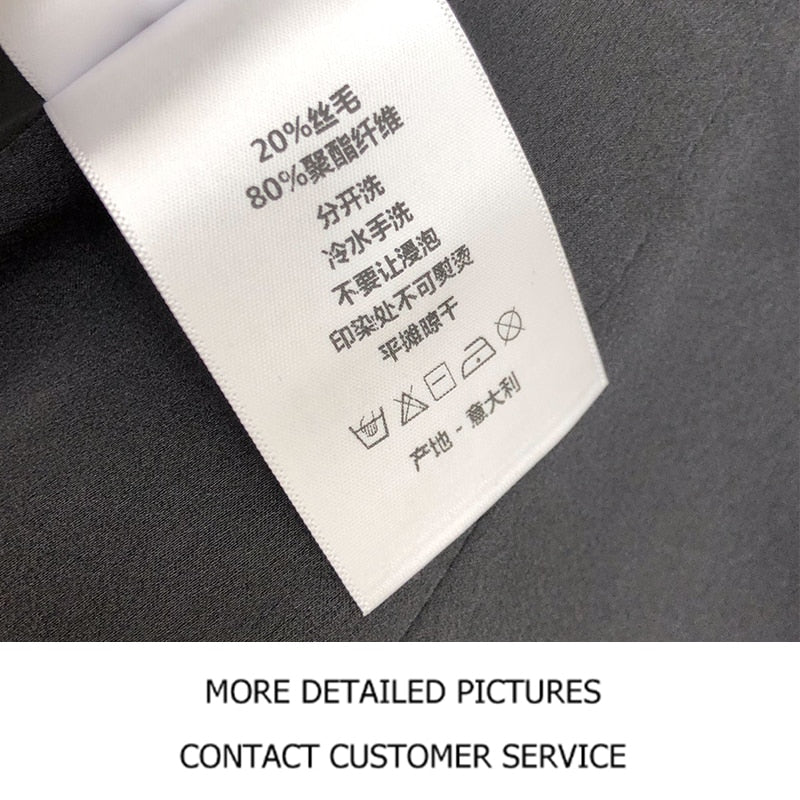 20%丝毛
80%聚酯纤维
分开洗
冷水手洗
不要让浸泡
印染处不可熨烫
平摊晾干
产地 - 意大利
MORE DETAILED PICTURES
CONTACT CUSTOMER SERVICE